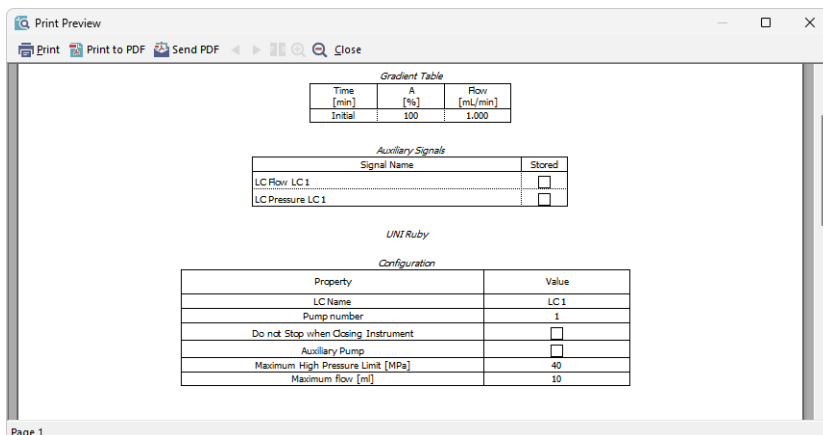 Print Preview
Print Print to PDF Send PDF Close
Gradient Table
Time [min] A [%] Flow [mL/min]
Initial 100 1.000
Auxiliary Signals
Signal Name Stored
LC Flow LC 1
LC Pressure LC 1
UNI Ruby
Configuration
Property Value
LC Name LC 1
Pump number 1
Do not Stop when Closing Instrument
Auxiliary Pump
Maximum High Pressure Limit [MPa] 40
Maximum flow [ml] 10
Page 1